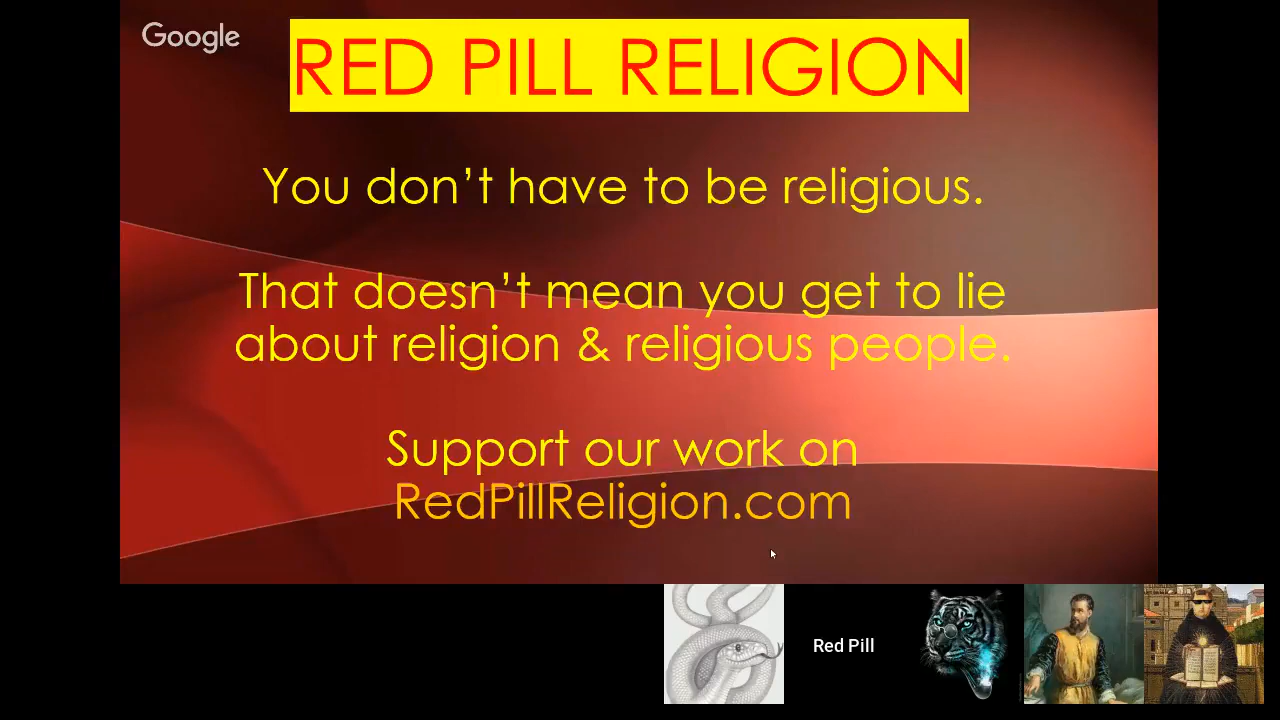 Google
RED PILL RELIGION
You don't have to be religious.
That doesn't mean you get to lie
about religion & religious people.
Support our work on
RedPillReligion.com
Red Pill